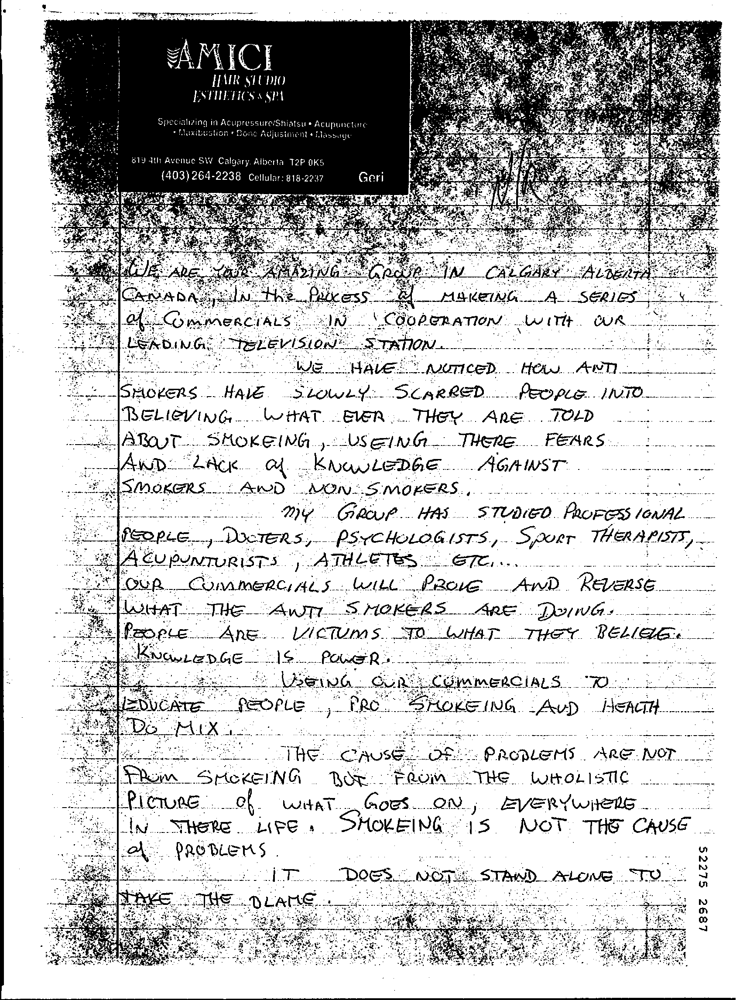 AMICI
HAIR STUDIO
ESTHETICS & SPA
Specializing in Acupressure/Shiatsu • Acupuncture
• Moxibustion • Bone Adjustment • Massage
819 4th Avenue SW Calgary, Alberta T2P 0K5
(403) 264-2238 Cellular: 818-2237 Geri
WE ARE YOUR AMAZING GROUP IN CALGARY ALBERTA
CANADA, IN the PROCESS of MAKEING A SERIES
of COMMERCIALS IN COOPERATION WITH OUR
LEADING TELEVISION STATION.
WE HAVE NOTICED HOW ANTI
SMOKERS HAVE SLOWLY SCARRED PEOPLE INTO
BELIEVING WHAT EVER THEY ARE TOLD
ABOUT SMOKEING, USEING THERE FEARS
AND LACK of KNOWLEDGE AGAINST
SMOKERS AND NON SMOKERS.
MY GROUP HAS STUDIED PROFESSIONAL
PEOPLE, DOCTERS, PSYCHOLOGISTS, SPORT THERAPISTS,
ACUPUNTURISTS, ATHLETES ETC....
OUR COMMERCIALS WILL PROVE AND REVERSE
WHAT THE ANTI SMOKERS ARE DOING.
PEOPLE ARE VICTUMS TO WHAT THEY BELIEVE.
KNOWLEDGE IS POWER.
USEING OUR COMMERCIALS TO
EDUCATE PEOPLE, PRO SMOKEING AND HEALTH
DO MIX.
THE CAUSE OF PROBLEMS ARE NOT
FROM SMOKEING BUT FROM THE WHOLISTIC
PICTURE of WHAT GOES ON, EVERYWHERE
IN THERE LIFE. SMOKEING IS NOT THE CAUSE
of PROBLEMS.
IT DOES NOT STAND ALONE TO
TAKE THE BLAME.
52275 2687